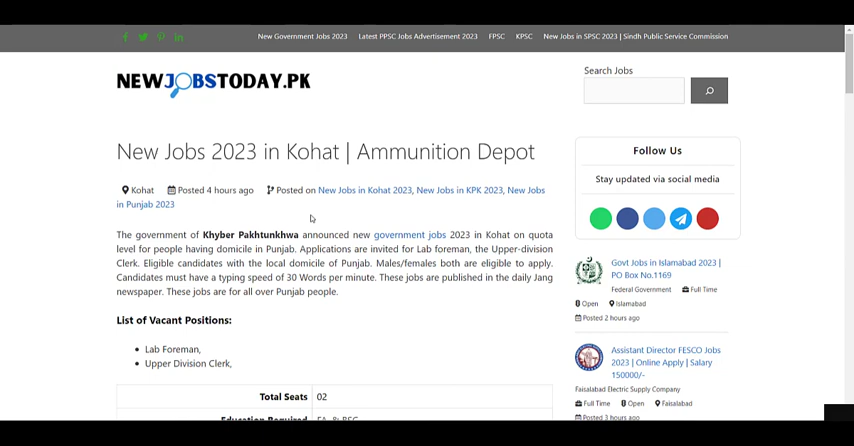 New Government Jobs 2023 Latest PPSC Jobs Advertisement 2023 FPSC KPSC New Jobs in SPSC 2023 | Sindh Public Service Commission
NEWJOBSTODAY.PK
Search Jobs
New Jobs 2023 in Kohat | Ammunition Depot
Kohat Posted 4 hours ago Posted on New Jobs in Kohat 2023, New Jobs in KPK 2023, New Jobs
in Punjab 2023
The government of Khyber Pakhtunkhwa announced new government jobs 2023 in Kohat on quota
level for people having domicile in Punjab. Applications are invited for Lab foreman, the Upper-division
Clerk. Eligible candidates with the local domicile of Punjab. Males/females both are eligible to apply.
Candidates must have a typing speed of 30 Words per minute. These jobs are published in the daily Jang
newspaper. These jobs are for all over Punjab people.
List of Vacant Positions:
Lab Foreman,
Upper Division Clerk,
Total Seats 02
Education Required FA & BSC
Follow Us
Stay updated via social media
Govt Jobs in Islamabad 2023 |
PO Box No.1169
Federal Government Full Time
Open Islamabad
Posted 2 hours ago
Assistant Director FESCO Jobs
2023 | Online Apply | Salary
150000/-
Faisalabad Electric Supply Company
Full Time Open Faisalabad
Posted 3 hours ago